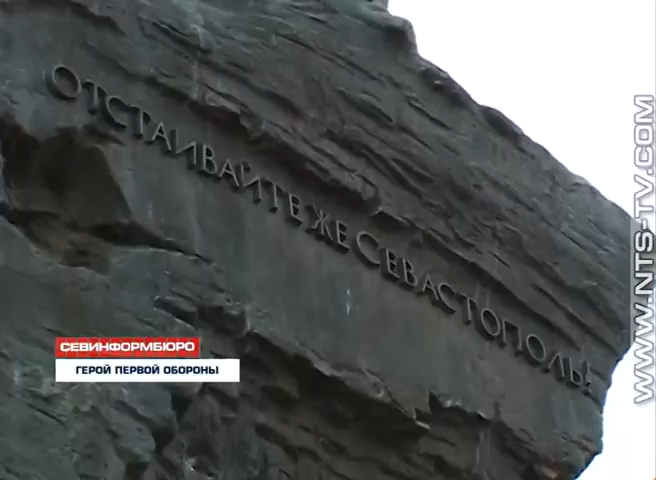 ОТСТАИВАЙТЕ ЖЕ СЕВАСТОПОЛЬ!
СЕВИНФОРМБЮРО
ГЕРОЙ ПЕРВОЙ ОБОРОНЫ
WWW.NTS-TV.COM